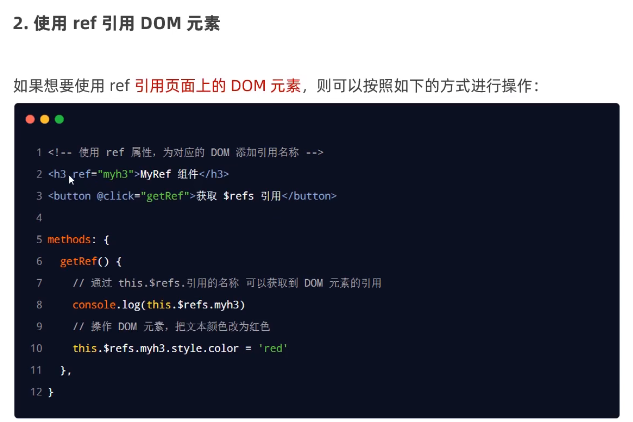 2. 使用 ref 引用 DOM 元素
如果想要使用 ref 引用页面上的 DOM 元素，则可以按照如下的方式进行操作：
1 <!-- 使用 ref 属性，为对应的 DOM 添加引用名称 -->
2 <h3 ref="myh3">MyRef 组件</h3>
3 <button @click="getRef">获取 $refs 引用</button>
4
5 methods: {
6   getRef() {
7     // 通过 this.$refs.引用的名称 可以获取到 DOM 元素的引用
8     console.log(this.$refs.myh3)
9     // 操作 DOM 元素，把文本颜色改为红色
10     this.$refs.myh3.style.color = 'red'
11   },
12 }